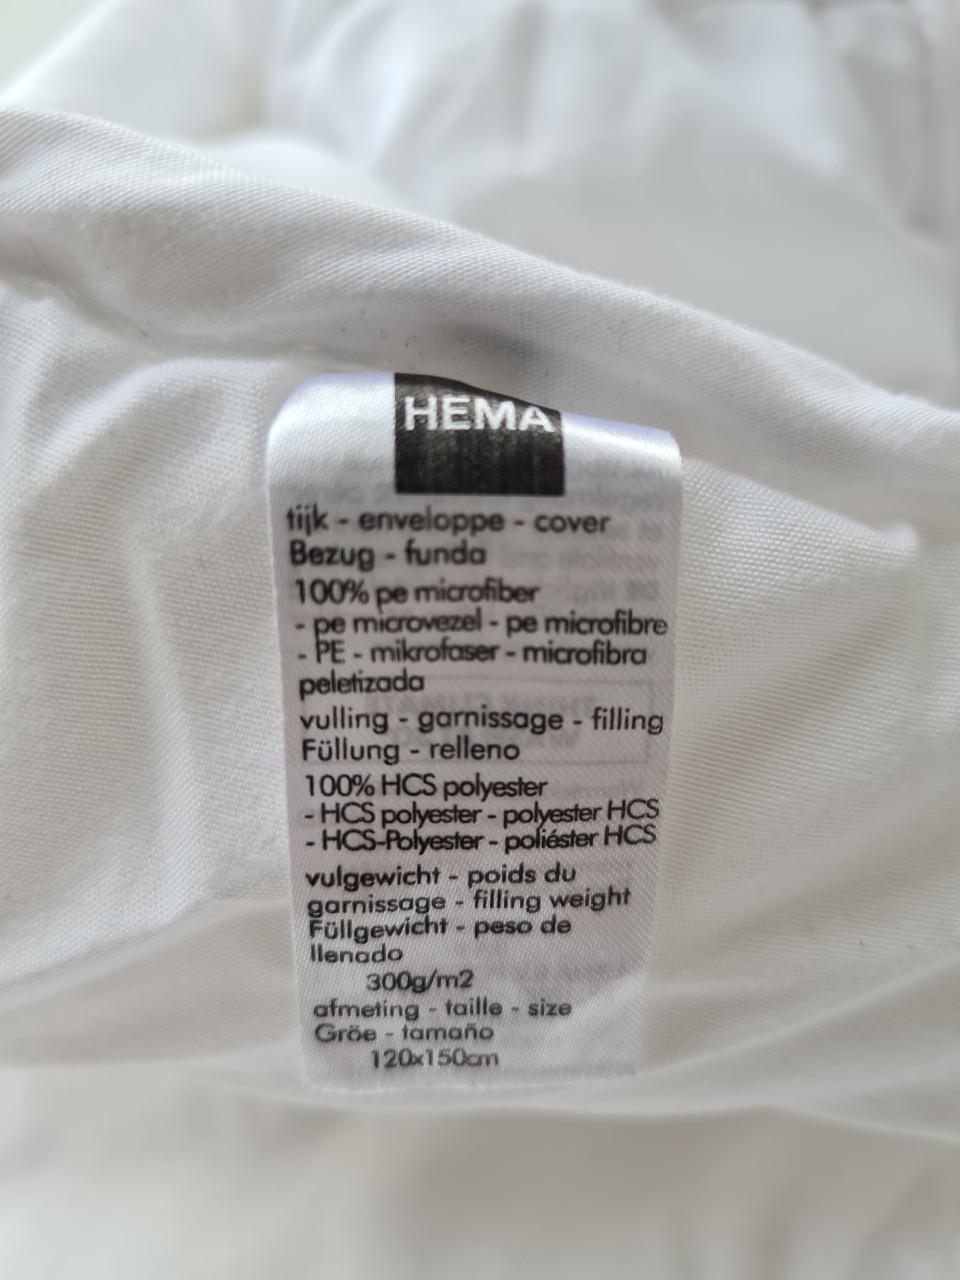 HEMA
tijk - enveloppe - cover
Bezug - funda
100% pe microfiber
- pe microvezel - pe microfibre
- PE - mikrofaser - microfibra
peletizada
vulling - garnissage - filling
Füllung - relleno
100% HCS polyester
- HCS polyester - polyester HCS
- HCS-Polyester - poliéster HCS
vulgewicht - poids du
garnissage - filling weight
Füllgewicht - peso de
llenado
300g/m2
afmeting - taille - size
Gröe - tamaño
120x150cm